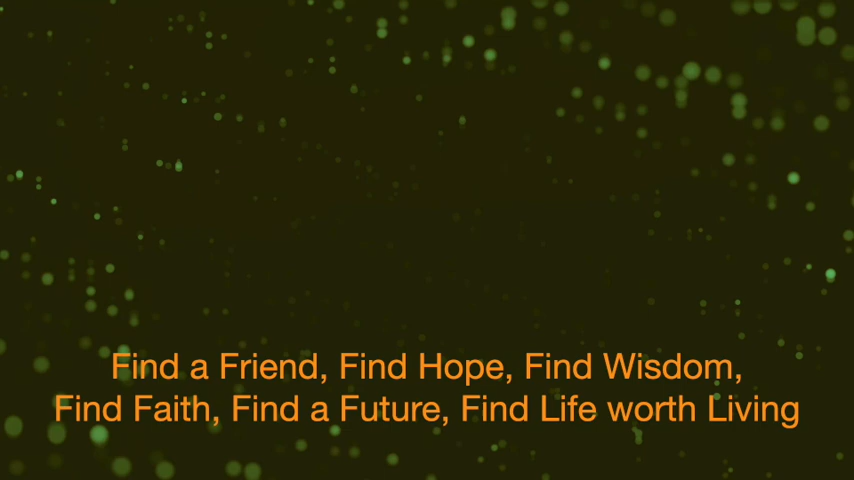 Find a Friend, Find Hope, Find Wisdom,
Find Faith, Find a Future, Find Life worth Living